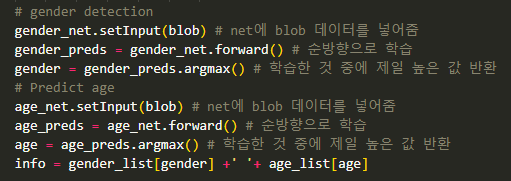 # gender detection
gender_net.setInput(blob) # net에 blob 데이터를 넣어줌
gender_preds = gender_net.forward() # 순방향으로 학습
gender = gender_preds.argmax() # 학습한 것 중에 제일 높은 값 반환
# Predict age
age_net.setInput(blob) # net에 blob 데이터를 넣어줌
age_preds = age_net.forward() # 순방향으로 학습
age = age_preds.argmax() # 학습한 것 중에 제일 높은 값 반환
info = gender_list[gender] +' '+ age_list[age]